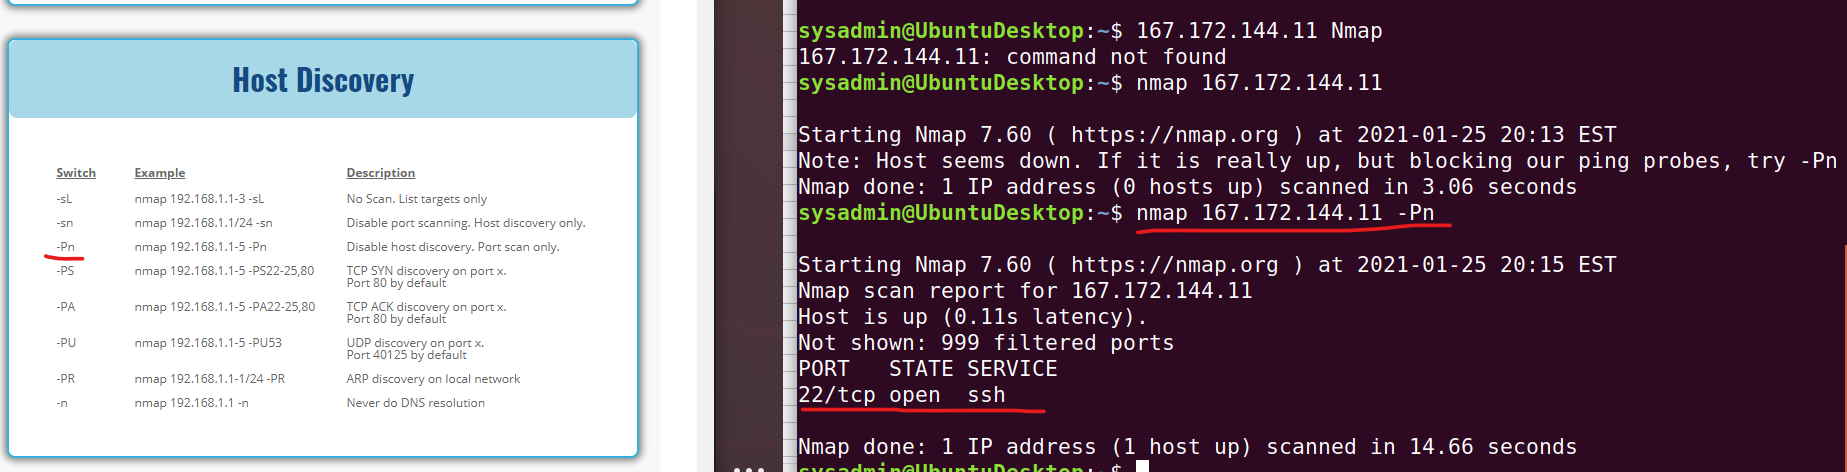 Host Discovery
Switch Example Description
-sL nmap 192.168.1.1-3 -sL No Scan. List targets only
-sn nmap 192.168.1.1/24 -sn Disable port scanning. Host discovery only.
-Pn nmap 192.168.1.1-5 -Pn Disable host discovery. Port scan only.
-PS nmap 192.168.1.1-5 -PS22-25,80 TCP SYN discovery on port x.
Port 80 by default
-PA nmap 192.168.1.1-5 -PA22-25,80 TCP ACK discovery on port x.
Port 80 by default
-PU nmap 192.168.1.1-5 -PU53 UDP discovery on port x.
Port 40125 by default
-PR nmap 192.168.1.1-1/24 -PR ARP discovery on local network
-n nmap 192.168.1.1 -n Never do DNS resolution
sysadmin@UbuntuDesktop:~$ 167.172.144.11 Nmap
167.172.144.11: command not found
sysadmin@UbuntuDesktop:~$ nmap 167.172.144.11
Starting Nmap 7.60 ( https://nmap.org ) at 2021-01-25 20:13 EST
Note: Host seems down. If it is really up, but blocking our ping probes, try -Pn
Nmap done: 1 IP address (0 hosts up) scanned in 3.06 seconds
sysadmin@UbuntuDesktop:~$ nmap 167.172.144.11 -Pn
Starting Nmap 7.60 ( https://nmap.org ) at 2021-01-25 20:15 EST
Nmap scan report for 167.172.144.11
Host is up (0.11s latency).
Not shown: 999 filtered ports
PORT STATE SERVICE
22/tcp open ssh
Nmap done: 1 IP address (1 host up) scanned in 14.66 seconds
sysadmin@UbuntuDesktop:~$